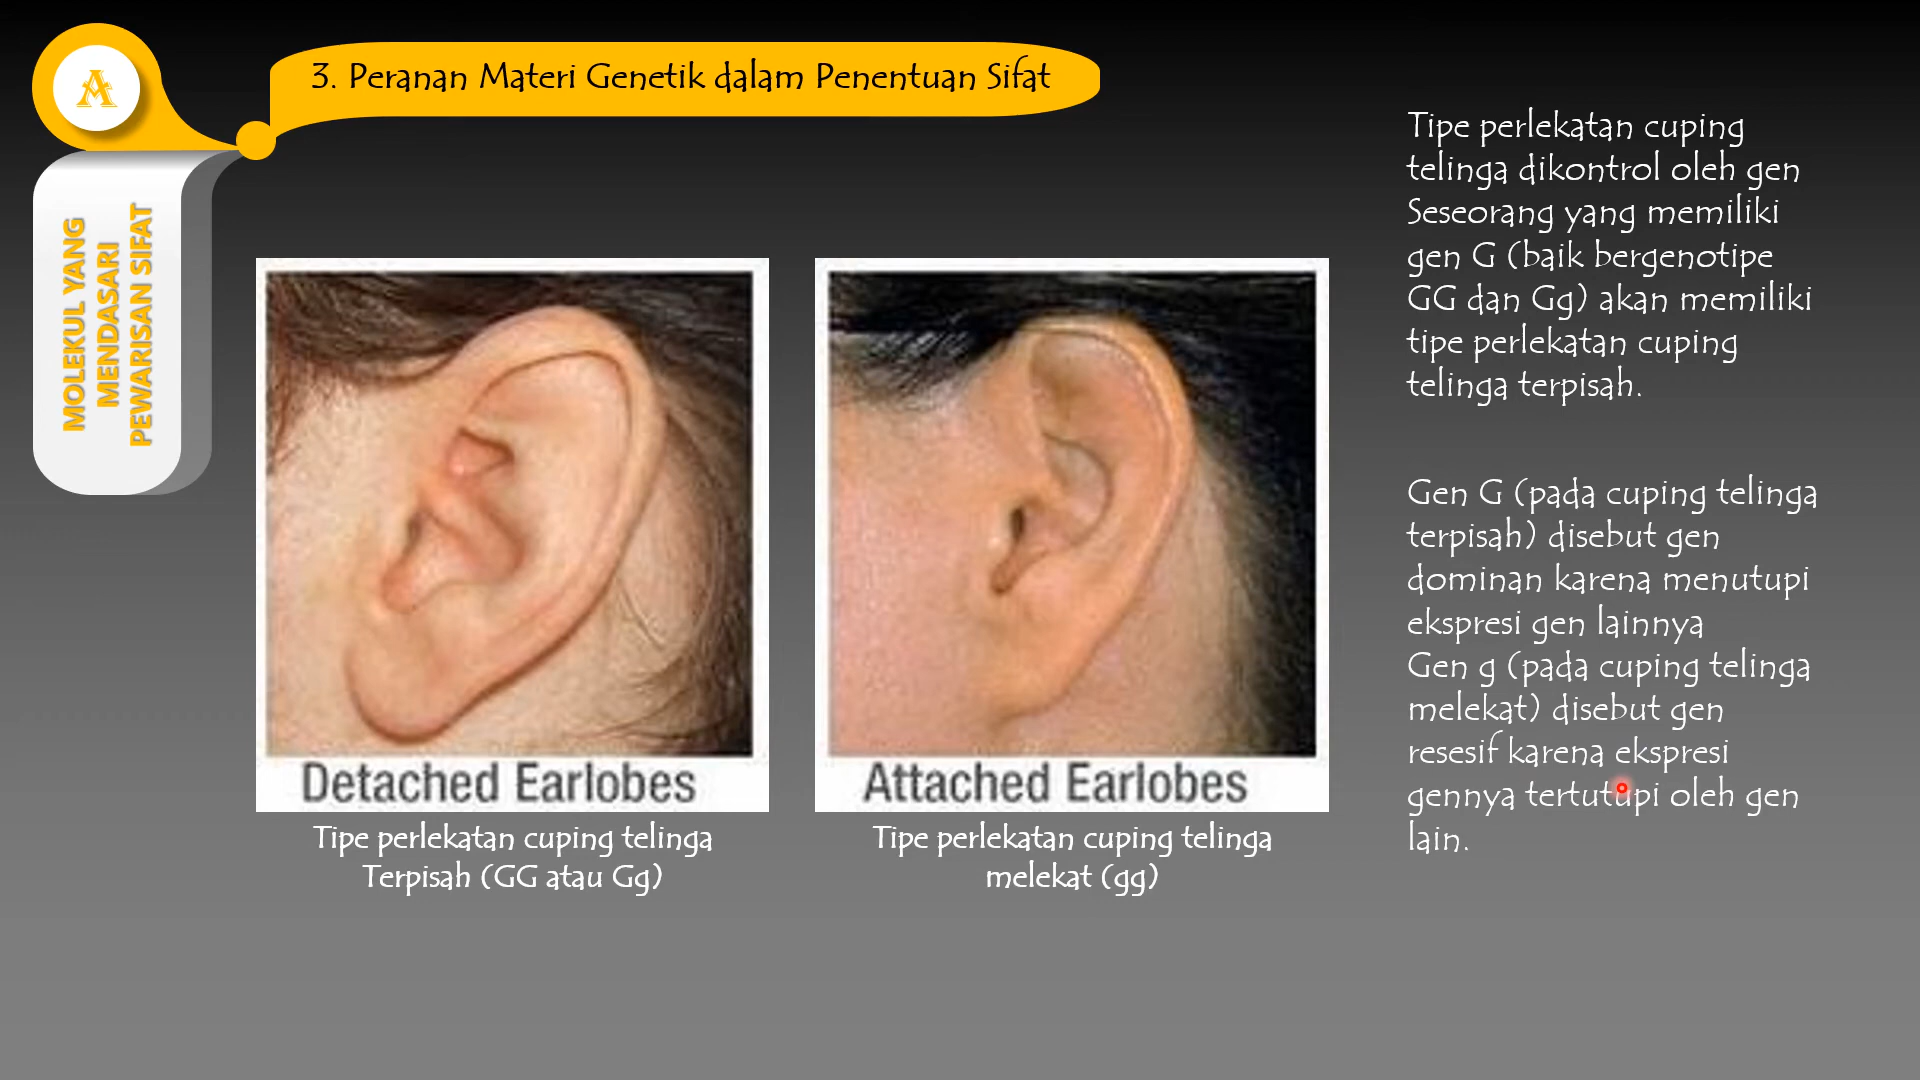 A
3. Peranan Materi Genetik dalam Penentuan Sifat
MOLEKUL YANG
MENDASARI
PEWARISAN SIFAT
Detached Earlobes
Tipe perlekatan cuping telinga
Terpisah (GG atau Gg)
Attached Earlobes
Tipe perlekatan cuping telinga
melekat (gg)
Tipe perlekatan cuping
telinga dikontrol oleh gen
Seseorang yang memiliki
gen G (baik bergenotipe
GG dan Gg) akan memiliki
tipe perlekatan cuping
telinga terpisah.
Gen G (pada cuping telinga
terpisah) disebut gen
dominan karena menutupi
ekspresi gen lainnya
Gen g (pada cuping telinga
melekat) disebut gen
resesif karena ekspresi
gennya tertutupi oleh gen
lain.